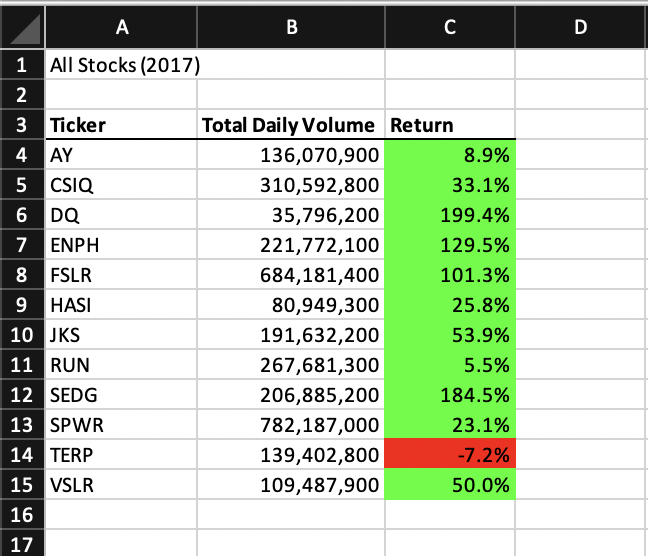 A B C D
1 All Stocks (2017)
2
3 Ticker Total Daily Volume Return
4 AY 136,070,900 8.9%
5 CSIQ 310,592,800 33.1%
6 DQ 35,796,200 199.4%
7 ENPH 221,772,100 129.5%
8 FSLR 684,181,400 101.3%
9 HASI 80,949,300 25.8%
10 JKS 191,632,200 53.9%
11 RUN 267,681,300 5.5%
12 SEDG 206,885,200 184.5%
13 SPWR 782,187,000 23.1%
14 TERP 139,402,800 -7.2%
15 VSLR 109,487,900 50.0%
16
17